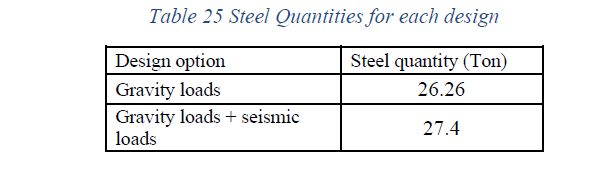 Table 25 Steel Quantities for each design
Design option Steel quantity (Ton)
Gravity loads 26.26
Gravity loads + seismic
loads 27.4